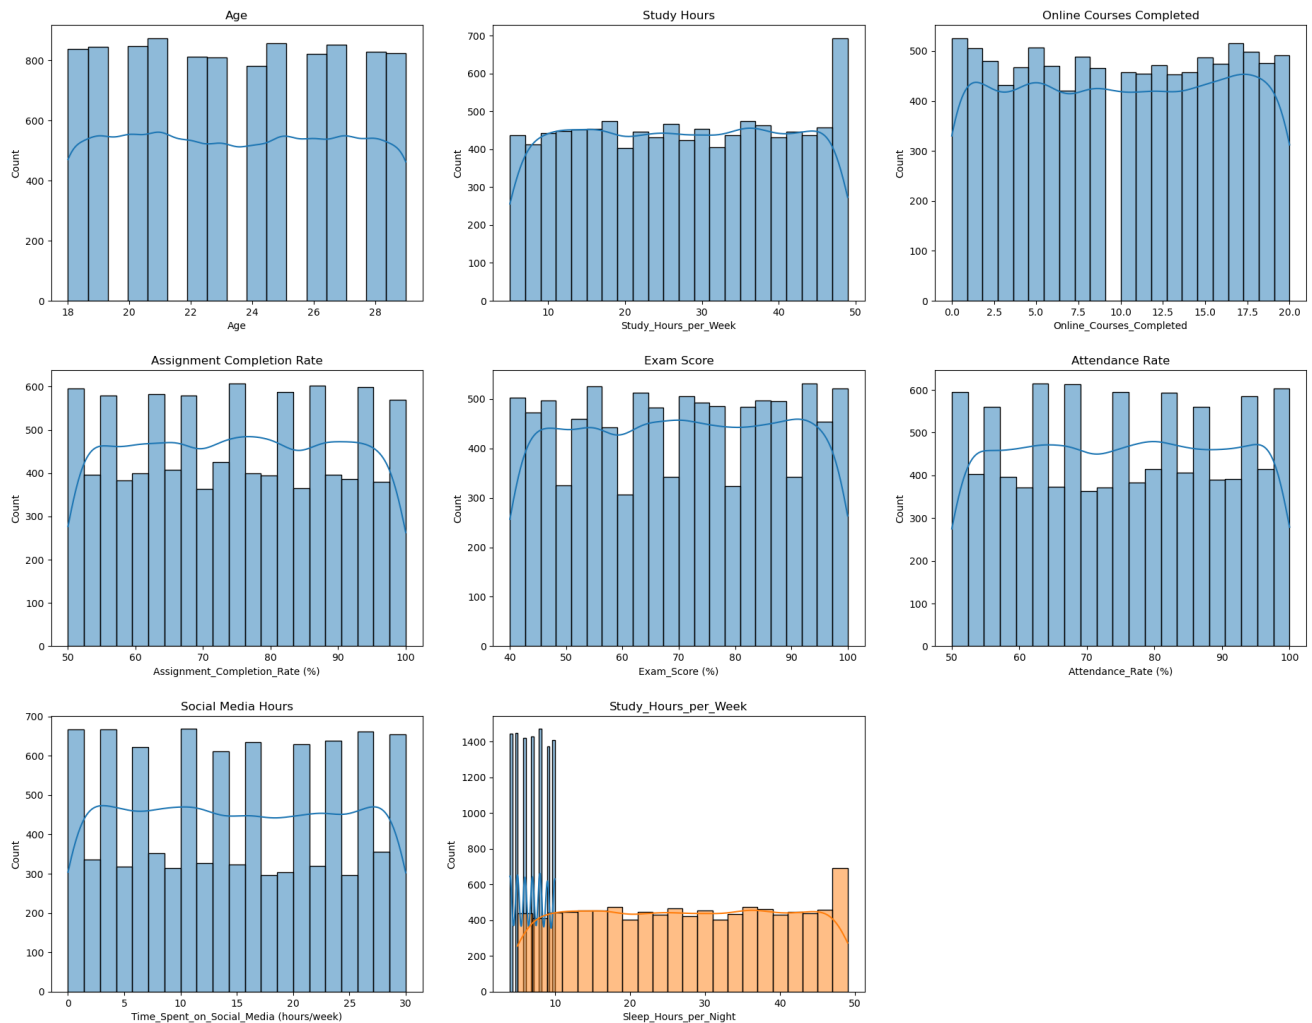 Age
Count
800
600
400
200
0
18 20 22 24 26 28
Age
Study Hours
Count
700
600
500
400
300
200
100
0
10 20 30 40 50
Study_Hours_per_Week
Online Courses Completed
Count
500
400
300
200
100
0
0.0 2.5 5.0 7.5 10.0 12.5 15.0 17.5 20.0
Online_Courses_Completed
Assignment Completion Rate
Count
600
500
400
300
200
100
0
50 60 70 80 90 100
Assignment_Completion_Rate (%)
Exam Score
Count
500
400
300
200
100
0
40 50 60 70 80 90 100
Exam_Score (%)
Attendance Rate
Count
600
500
400
300
200
100
0
50 60 70 80 90 100
Attendance_Rate (%)
Social Media Hours
Count
700
600
500
400
300
200
100
0
0 5 10 15 20 25 30
Time_Spent_on_Social_Media (hours/week)
Study_Hours_per_Week
Count
1400
1200
1000
800
600
400
200
0
10 20 30 40 50
Sleep_Hours_per_Night